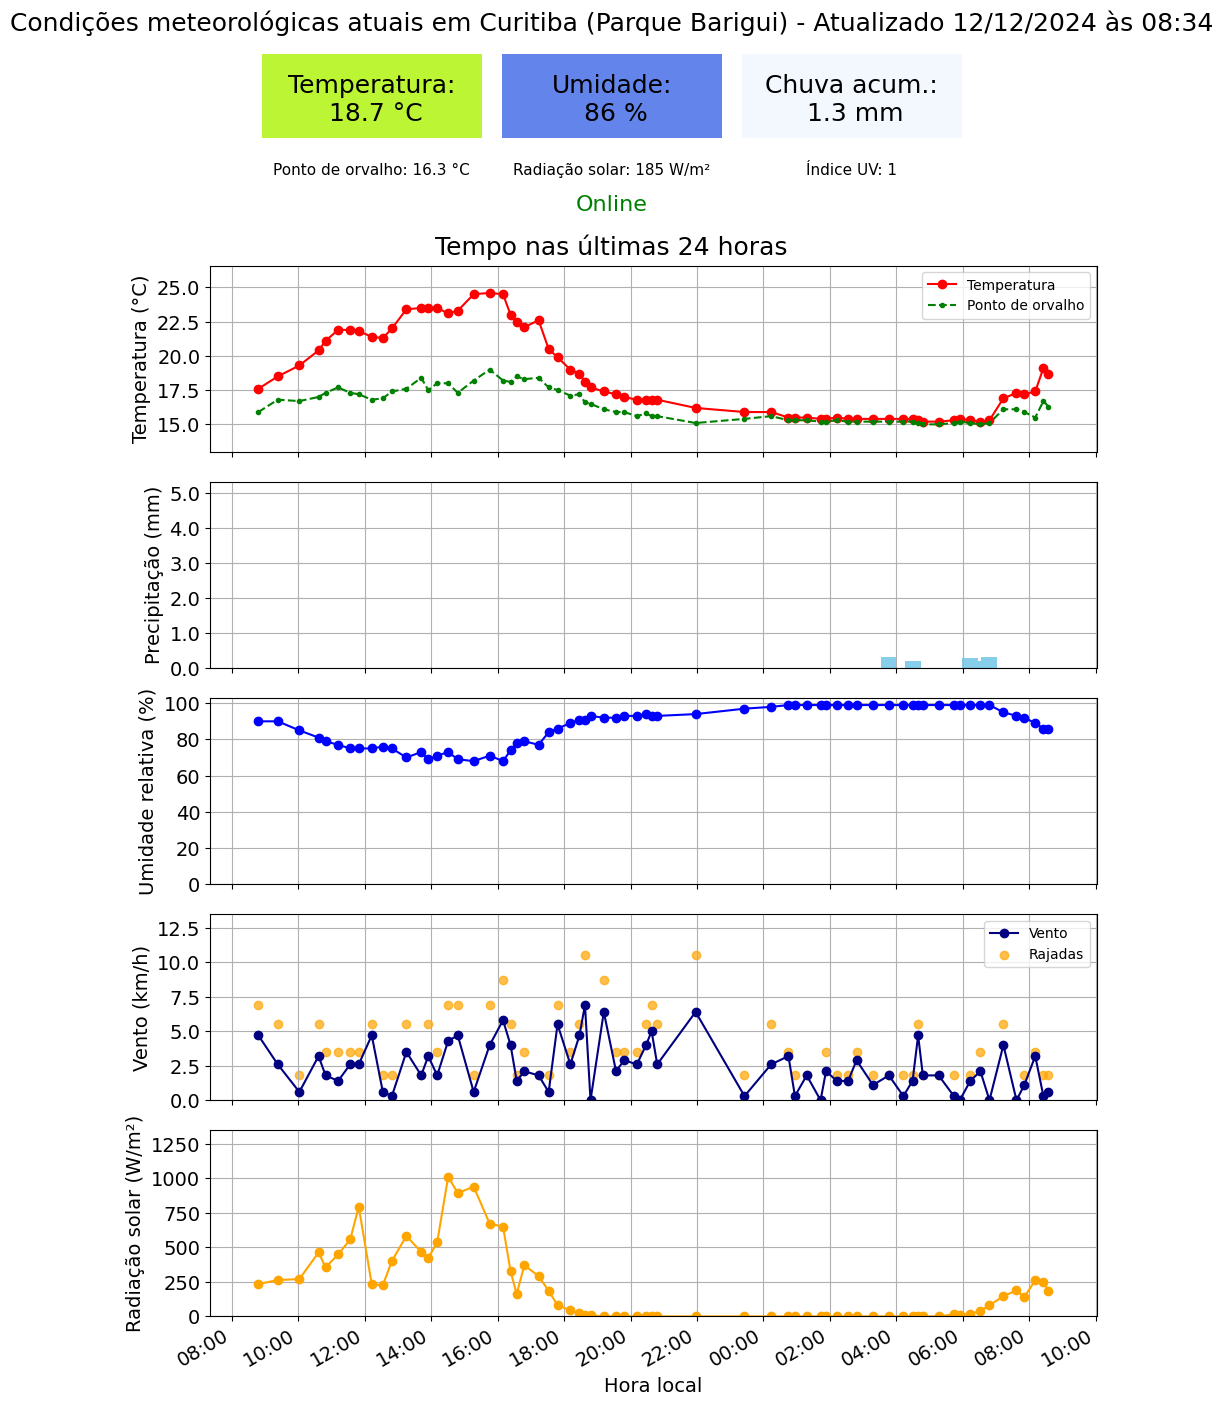 Condições meteorológicas atuais em Curitiba (Parque Barigui) - Atualizado 12/12/2024 às 08:34
Temperatura:
18.7 °C
Umidade:
86 %
Chuva acum.:
1.3 mm
Ponto de orvalho: 16.3 °C
Radiação solar: 185 W/m²
Índice UV: 1
Online
Tempo nas últimas 24 horas
Temperatura (°C)
25.0
22.5
20.0
17.5
15.0
Temperatura
Ponto de orvalho
Precipitação (mm)
5.0
4.0
3.0
2.0
1.0
0.0
Umidade relativa (%)
100
80
60
40
20
0
Vento (km/h)
12.5
10.0
7.5
5.0
2.5
0.0
Vento
Rajadas
Radiação solar (W/m²)
1250
1000
750
500
250
0
08:00 10:00 12:00 14:00 16:00 18:00 20:00 22:00 00:00 02:00 04:00 06:00 08:00 10:00
Hora local